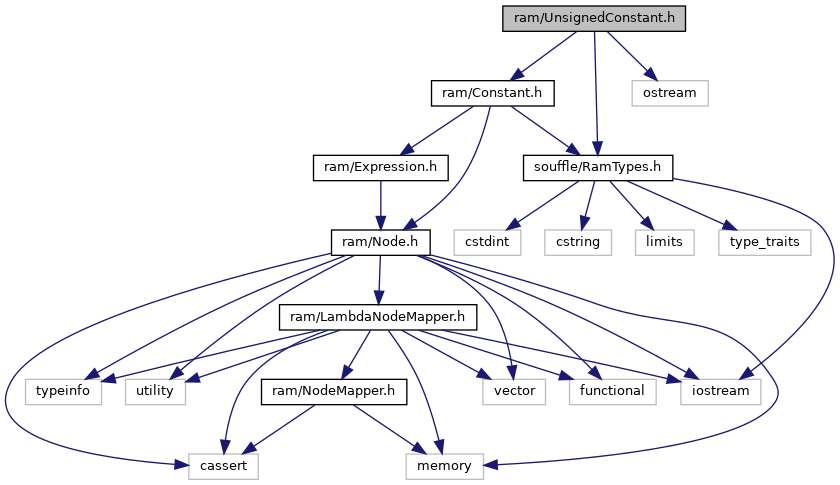 ram/UnsignedConstant.h
ram/Constant.h
ostream
ram/Expression.h
souffle/RamTypes.h
ram/Node.h
cstdint
cstring
limits
type_traits
ram/LambdaNodeMapper.h
typeinfo
utility
ram/NodeMapper.h
vector
functional
iostream
cassert
memory